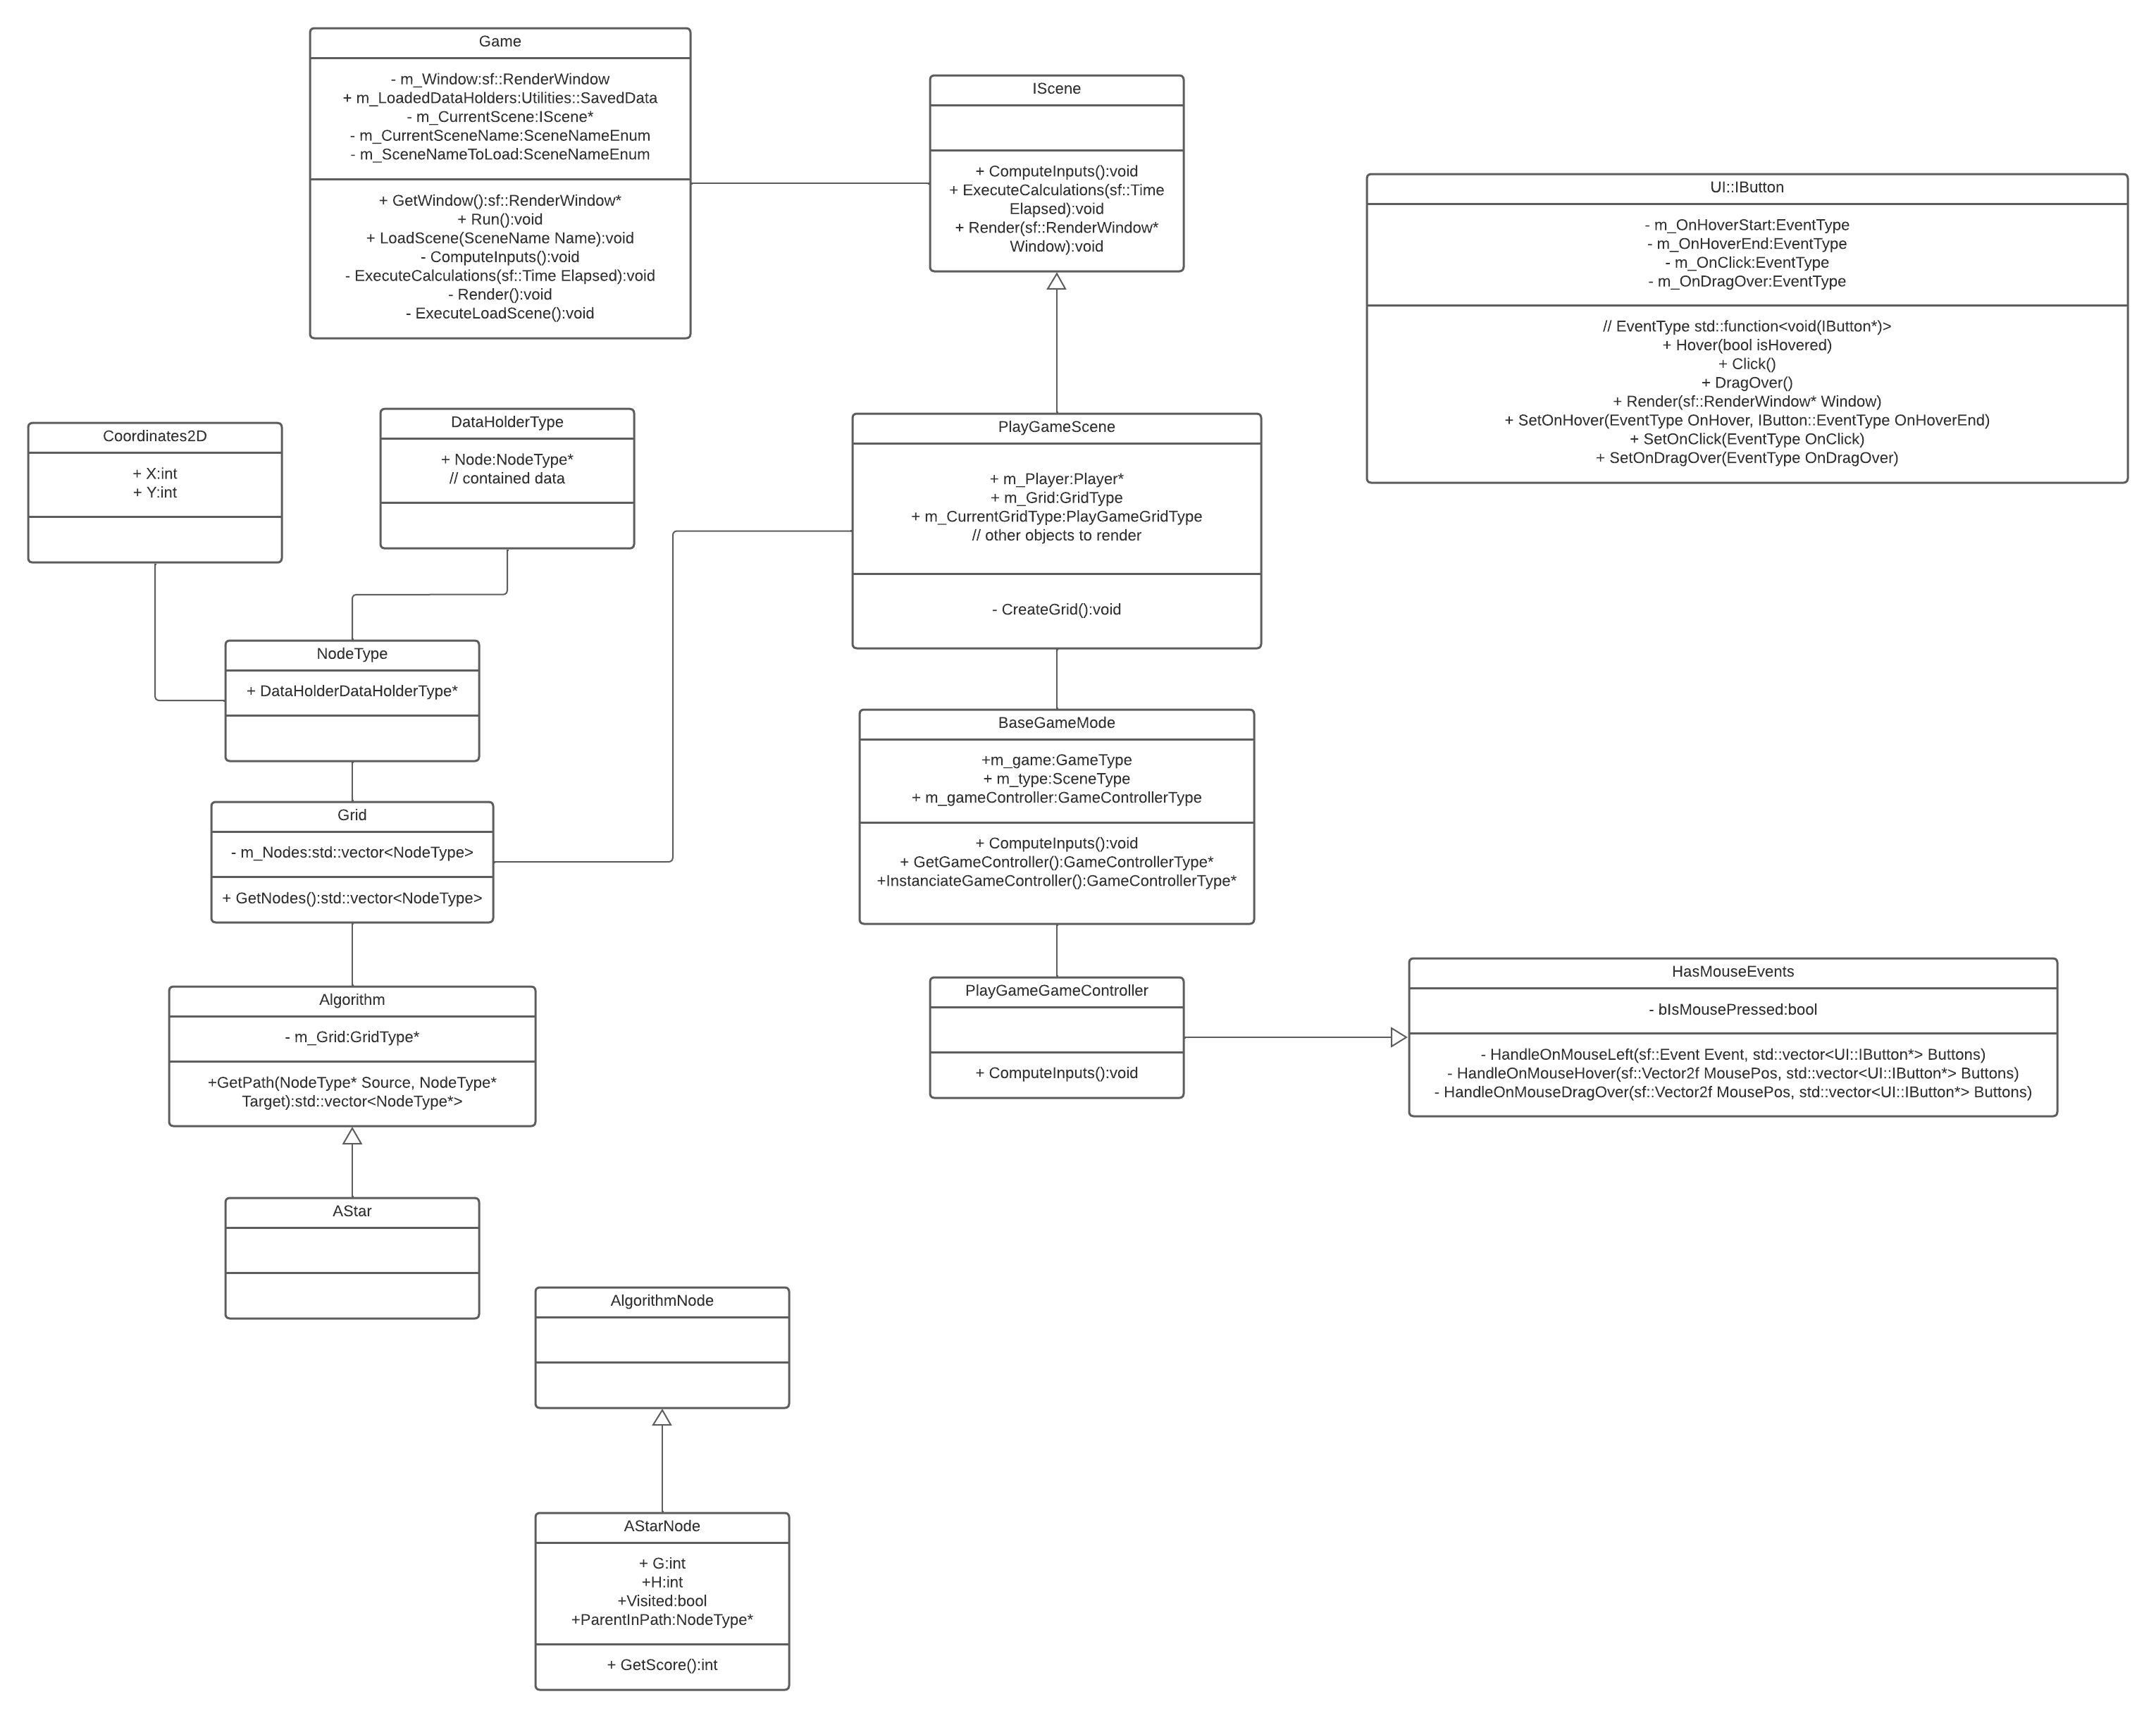 Game
- m_Window:sf::RenderWindow
+ m_LoadedDataHolders:Utilities::SavedData
- m_CurrentScene:IScene*
- m_CurrentSceneName:SceneNameEnum
- m_SceneNameToLoad:SceneNameEnum
+ GetWindow():sf::RenderWindow*
+ Run():void
+ LoadScene(SceneName Name):void
- ComputeInputs():void
- ExecuteCalculations(sf::Time Elapsed):void
- Render():void
- ExecuteLoadScene():void
IScene
+ ComputeInputs():void
+ ExecuteCalculations(sf::Time
Elapsed):void
+ Render(sf::RenderWindow*
Window):void
UI::IButton
- m_OnHoverStart:EventType
- m_OnHoverEnd:EventType
- m_OnClick:EventType
- m_OnDragOver:EventType
// EventType std::function<void(IButton*)>
+ Hover(bool isHovered)
+ Click()
+ DragOver()
+ Render(sf::RenderWindow* Window)
+ SetOnHover(EventType OnHover, IButton::EventType OnHoverEnd)
+ SetOnClick(EventType OnClick)
+ SetOnDragOver(EventType OnDragOver)
Coordinates2D
+ X:int
+ Y:int
DataHolderType
+ Node:NodeType*
// contained data
PlayGameScene
+ m_Player:Player*
+ m_Grid:GridType
+ m_CurrentGridType:PlayGameGridType
// other objects to render
- CreateGrid():void
NodeType
+ DataHolderDataHolderType*
BaseGameMode
+m_game:GameType
+ m_type:SceneType
+ m_gameController:GameControllerType
+ ComputeInputs():void
+ GetGameController():GameControllerType*
+InstanciateGameController():GameControllerType*
Grid
- m_Nodes:std::vector<NodeType>
+ GetNodes():std::vector<NodeType>
Algorithm
- m_Grid:GridType*
+GetPath(NodeType* Source, NodeType*
Target):std::vector<NodeType*>
PlayGameGameController
+ ComputeInputs():void
HasMouseEvents
- bIsMousePressed:bool
- HandleOnMouseLeft(sf::Event Event, std::vector<UI::IButton*> Buttons)
- HandleOnMouseHover(sf::Vector2f MousePos, std::vector<UI::IButton*> Buttons)
- HandleOnMouseDragOver(sf::Vector2f MousePos, std::vector<UI::IButton*> Buttons)
AStar
AlgorithmNode
AStarNode
+ G:int
+H:int
+Visited:bool
+ParentInPath:NodeType*
+ GetScore():int